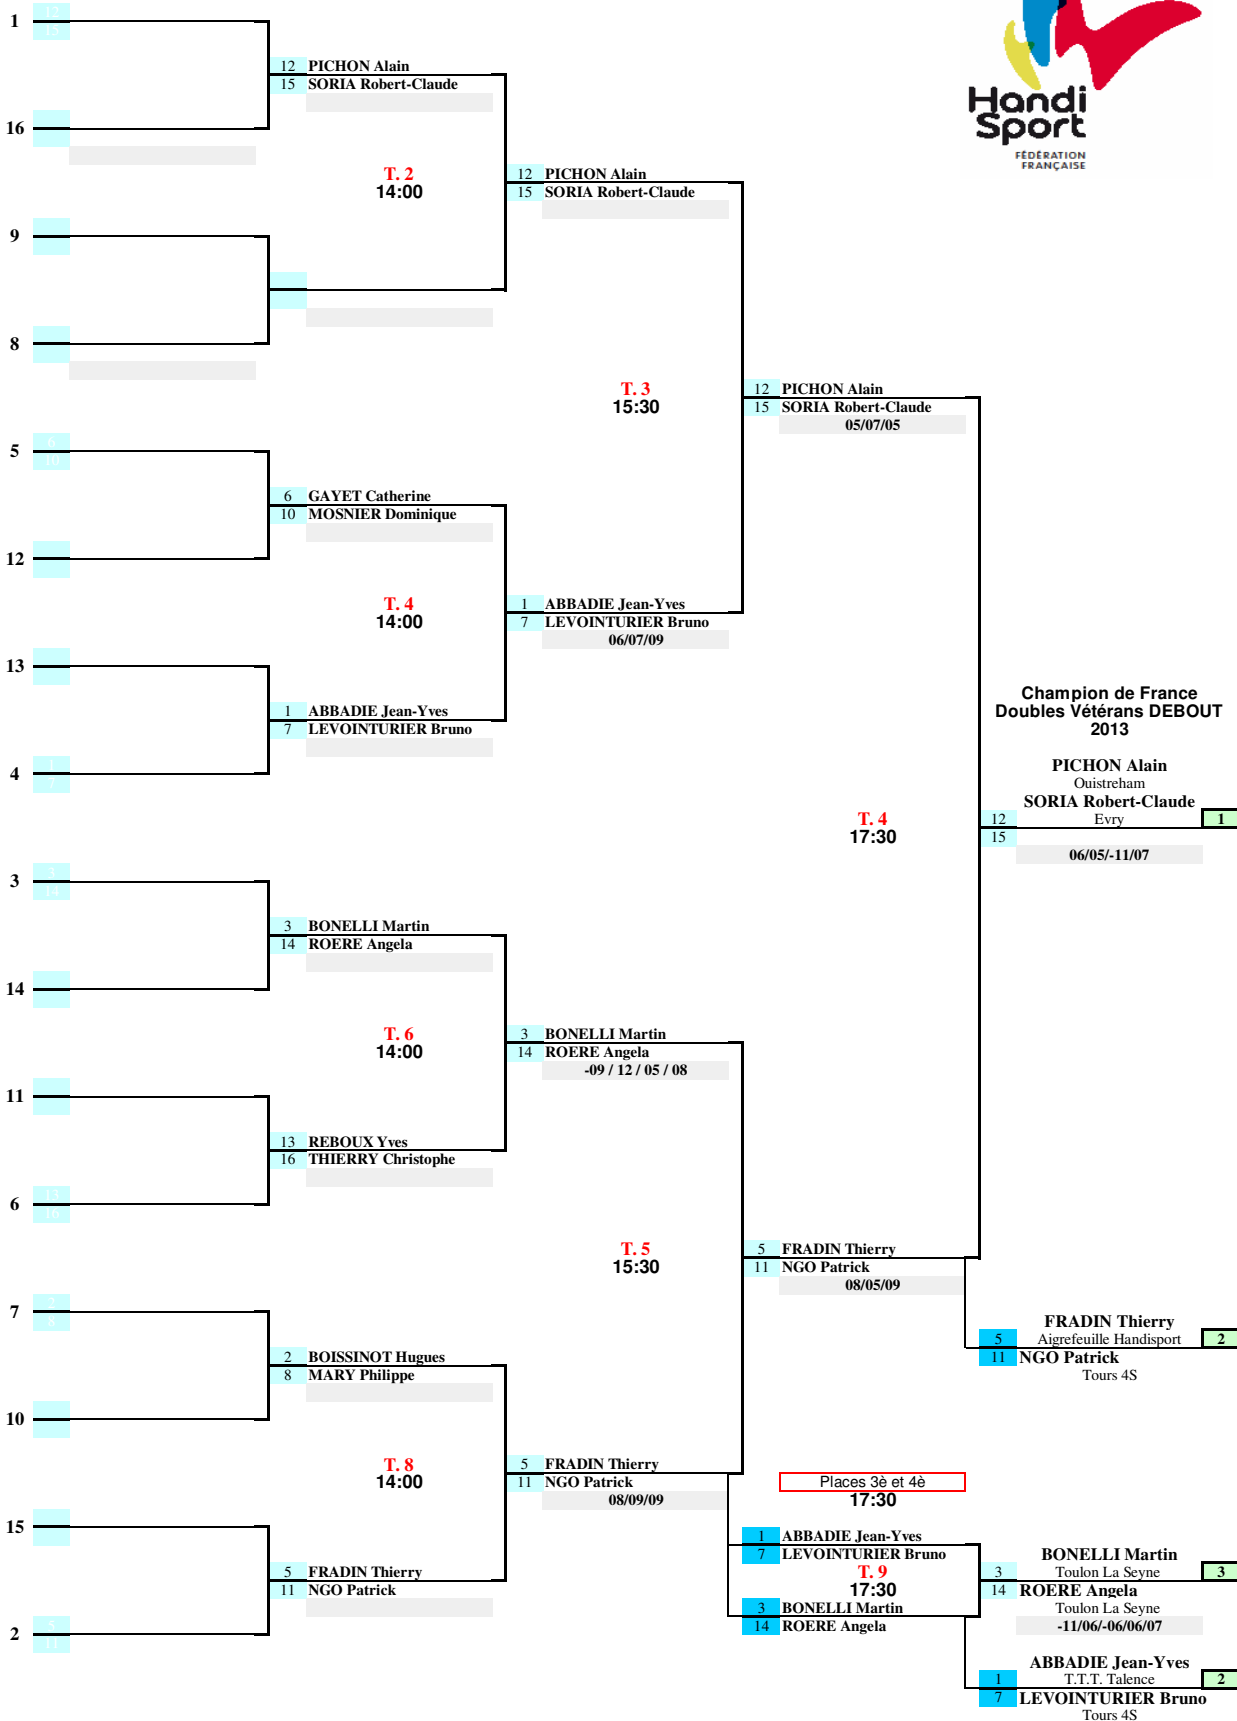 Handi
Sport
FÉDÉRATION
FRANÇAISE
1
12 PICHON Alain
15 SORIA Robert-Claude
16
T. 2
14:00
12 PICHON Alain
15 SORIA Robert-Claude
9
8
T. 3
15:30
12 PICHON Alain
15 SORIA Robert-Claude
05/07/05
5
6 GAYET Catherine
10 MOSNIER Dominique
12
T. 4
14:00
1 ABBADIE Jean-Yves
7 LEVOINTURIER Bruno
06/07/09
13
1 ABBADIE Jean-Yves
7 LEVOINTURIER Bruno
4
Champion de France
Doubles Vétérans DEBOUT
2013
PICHON Alain
Ouistreham
SORIA Robert-Claude
12 Evry 1
15
06/05/-11/07
T. 4
17:30
3
3 BONELLI Martin
14 ROERE Angela
14
T. 6
14:00
3 BONELLI Martin
14 ROERE Angela
-09 / 12 / 05 / 08
11
13 REBOUX Yves
16 THIERRY Christophe
6
T. 5
15:30
5 FRADIN Thierry
11 NGO Patrick
08/05/09
7
FRADIN Thierry
5 Aigrefeuille Handisport 2
11 NGO Patrick
Tours 4S
2 BOISSINOT Hugues
8 MARY Philippe
10
T. 8
14:00
5 FRADIN Thierry
11 NGO Patrick
08/09/09
Places 3è et 4è
17:30
15
1 ABBADIE Jean-Yves
7 LEVOINTURIER Bruno
T. 9
17:30
3 BONELLI Martin
14 ROERE Angela
5 FRADIN Thierry
11 NGO Patrick
2
BONELLI Martin
3 Toulon La Seyne 3
14 ROERE Angela
Toulon La Seyne
-11/06/-06/06/07
ABBADIE Jean-Yves
1 T.T.T. Talence 2
7 LEVOINTURIER Bruno
Tours 4S